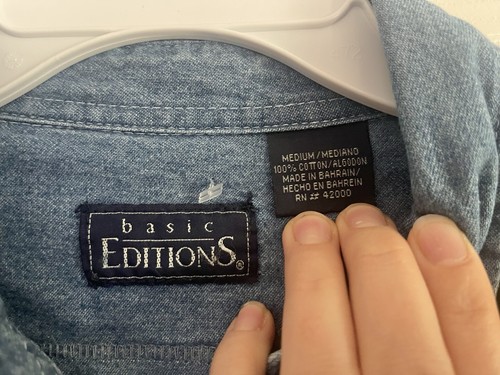 MEDIUM/MEDIANO
100% COTTON/ALGODON
MADE IN BAHRAIN/
HECHO EN BAHREIN
RN # 42000
basic
EDITIONS®